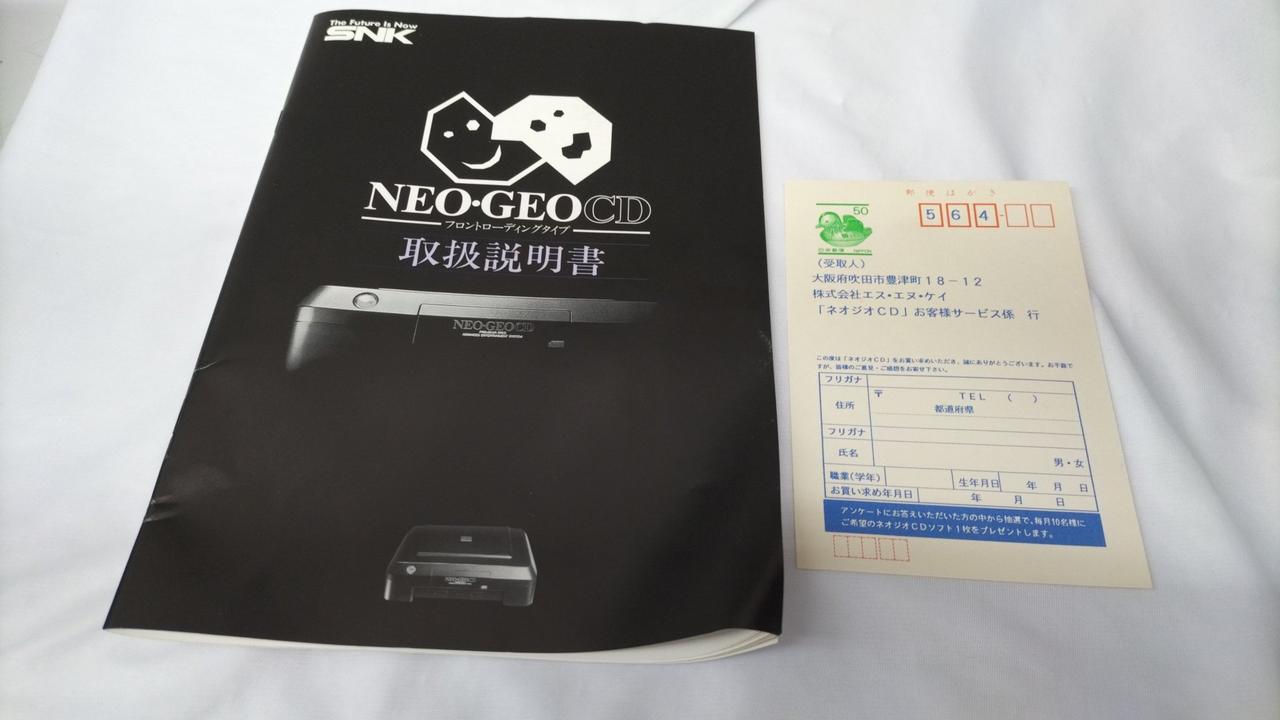 The Future Is Now
SNK
NEO・GEO CD
フロントローディングタイプ
取扱説明書
NEO・GEO CD
NEO・GEO CD
郵便はがき
564-
50
日本郵便 NIPPON
(受取人)
大阪府吹田市豊津町18-12
株式会社エス・エヌ・ケイ
「ネオジオCD」お客様サービス係 行
この度は「ネオジオCD」をお買い求めいただき、誠にありがとうございます。お手数で
すが、皆様のご意見・ご感想をお寄せ下さい。
フリガナ
住所 〒 TEL ( )
都道府県
フリガナ
氏名 男・女
職業(学年) 生年月日 年 月 日
お買い求め年月日 年 月 日
アンケートにお答えいただいた方の中から抽選で、毎月10名様に
ご希望のネオジオCDソフト1枚をプレゼントします。